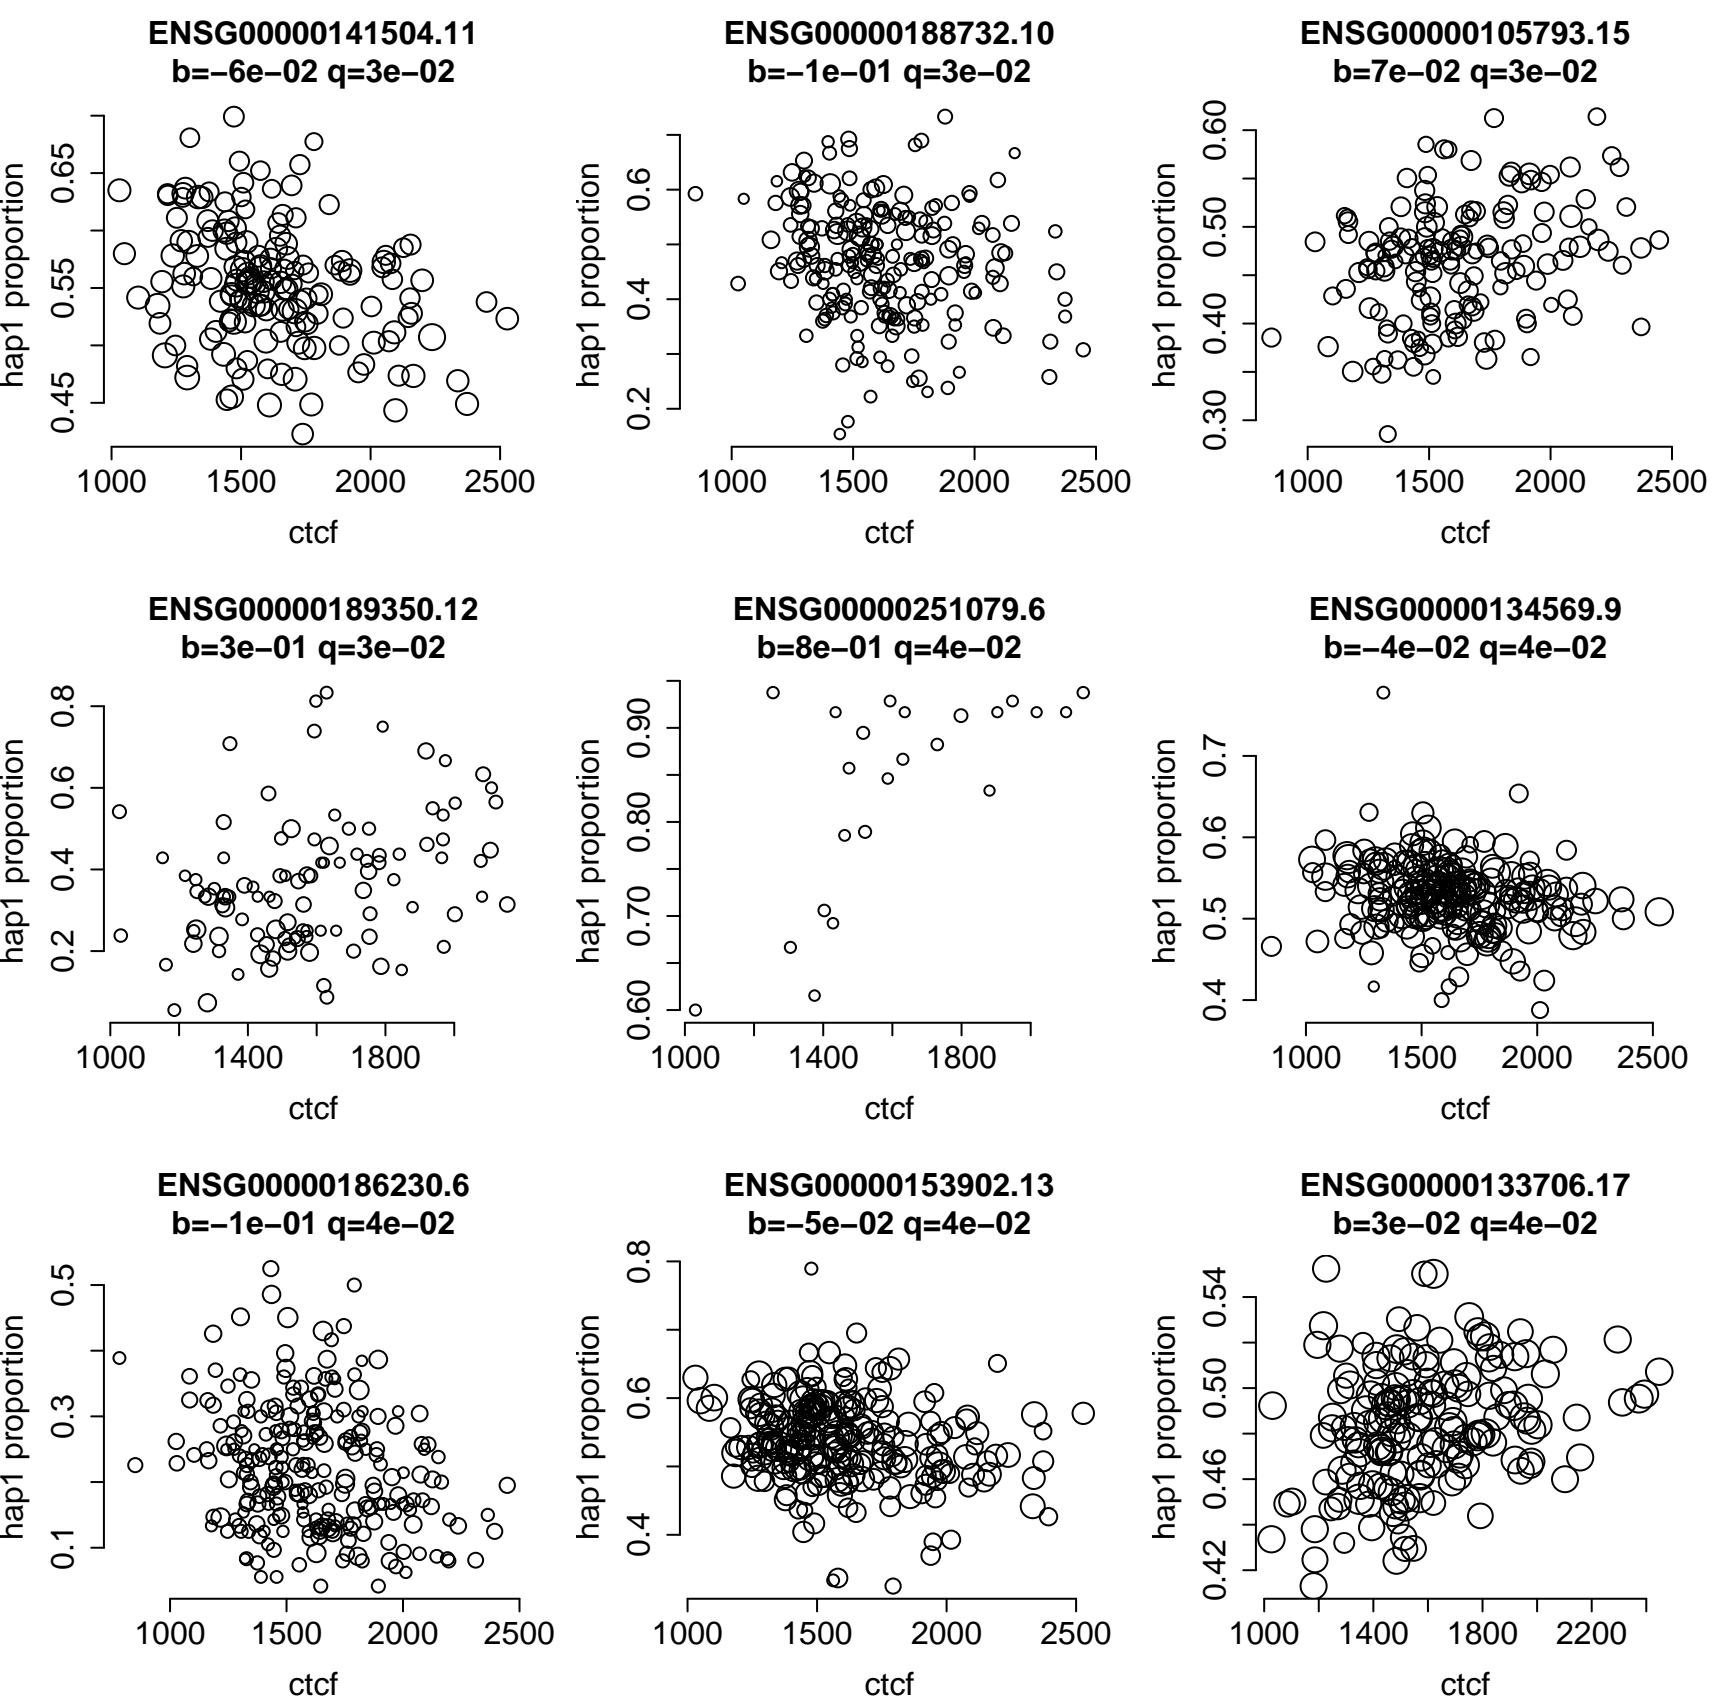 ENSG00000141504.11
b=−6e−02 q=3e−02
hap1 proportion
0.45 0.55 0.65
1000 1500 2000 2500
ctcf
ENSG00000188732.10
b=−1e−01 q=3e−02
hap1 proportion
0.2 0.4 0.6
1000 1500 2000 2500
ctcf
ENSG00000105793.15
b=7e−02 q=3e−02
hap1 proportion
0.30 0.40 0.50 0.60
1000 1500 2000 2500
ctcf
ENSG00000189350.12
b=3e−01 q=3e−02
hap1 proportion
0.2 0.4 0.6 0.8
1000 1400 1800
ctcf
ENSG00000251079.6
b=8e−01 q=4e−02
hap1 proportion
0.60 0.70 0.80 0.90
1000 1400 1800
ctcf
ENSG00000134569.9
b=−4e−02 q=4e−02
hap1 proportion
0.4 0.5 0.6 0.7
1000 1500 2000 2500
ctcf
ENSG00000186230.6
b=−1e−01 q=4e−02
hap1 proportion
0.1 0.3 0.5
1000 1500 2000 2500
ctcf
ENSG00000153902.13
b=−5e−02 q=4e−02
hap1 proportion
0.4 0.6 0.8
1000 1500 2000 2500
ctcf
ENSG00000133706.17
b=3e−02 q=4e−02
hap1 proportion
0.42 0.46 0.50 0.54
1000 1400 1800 2200
ctcf